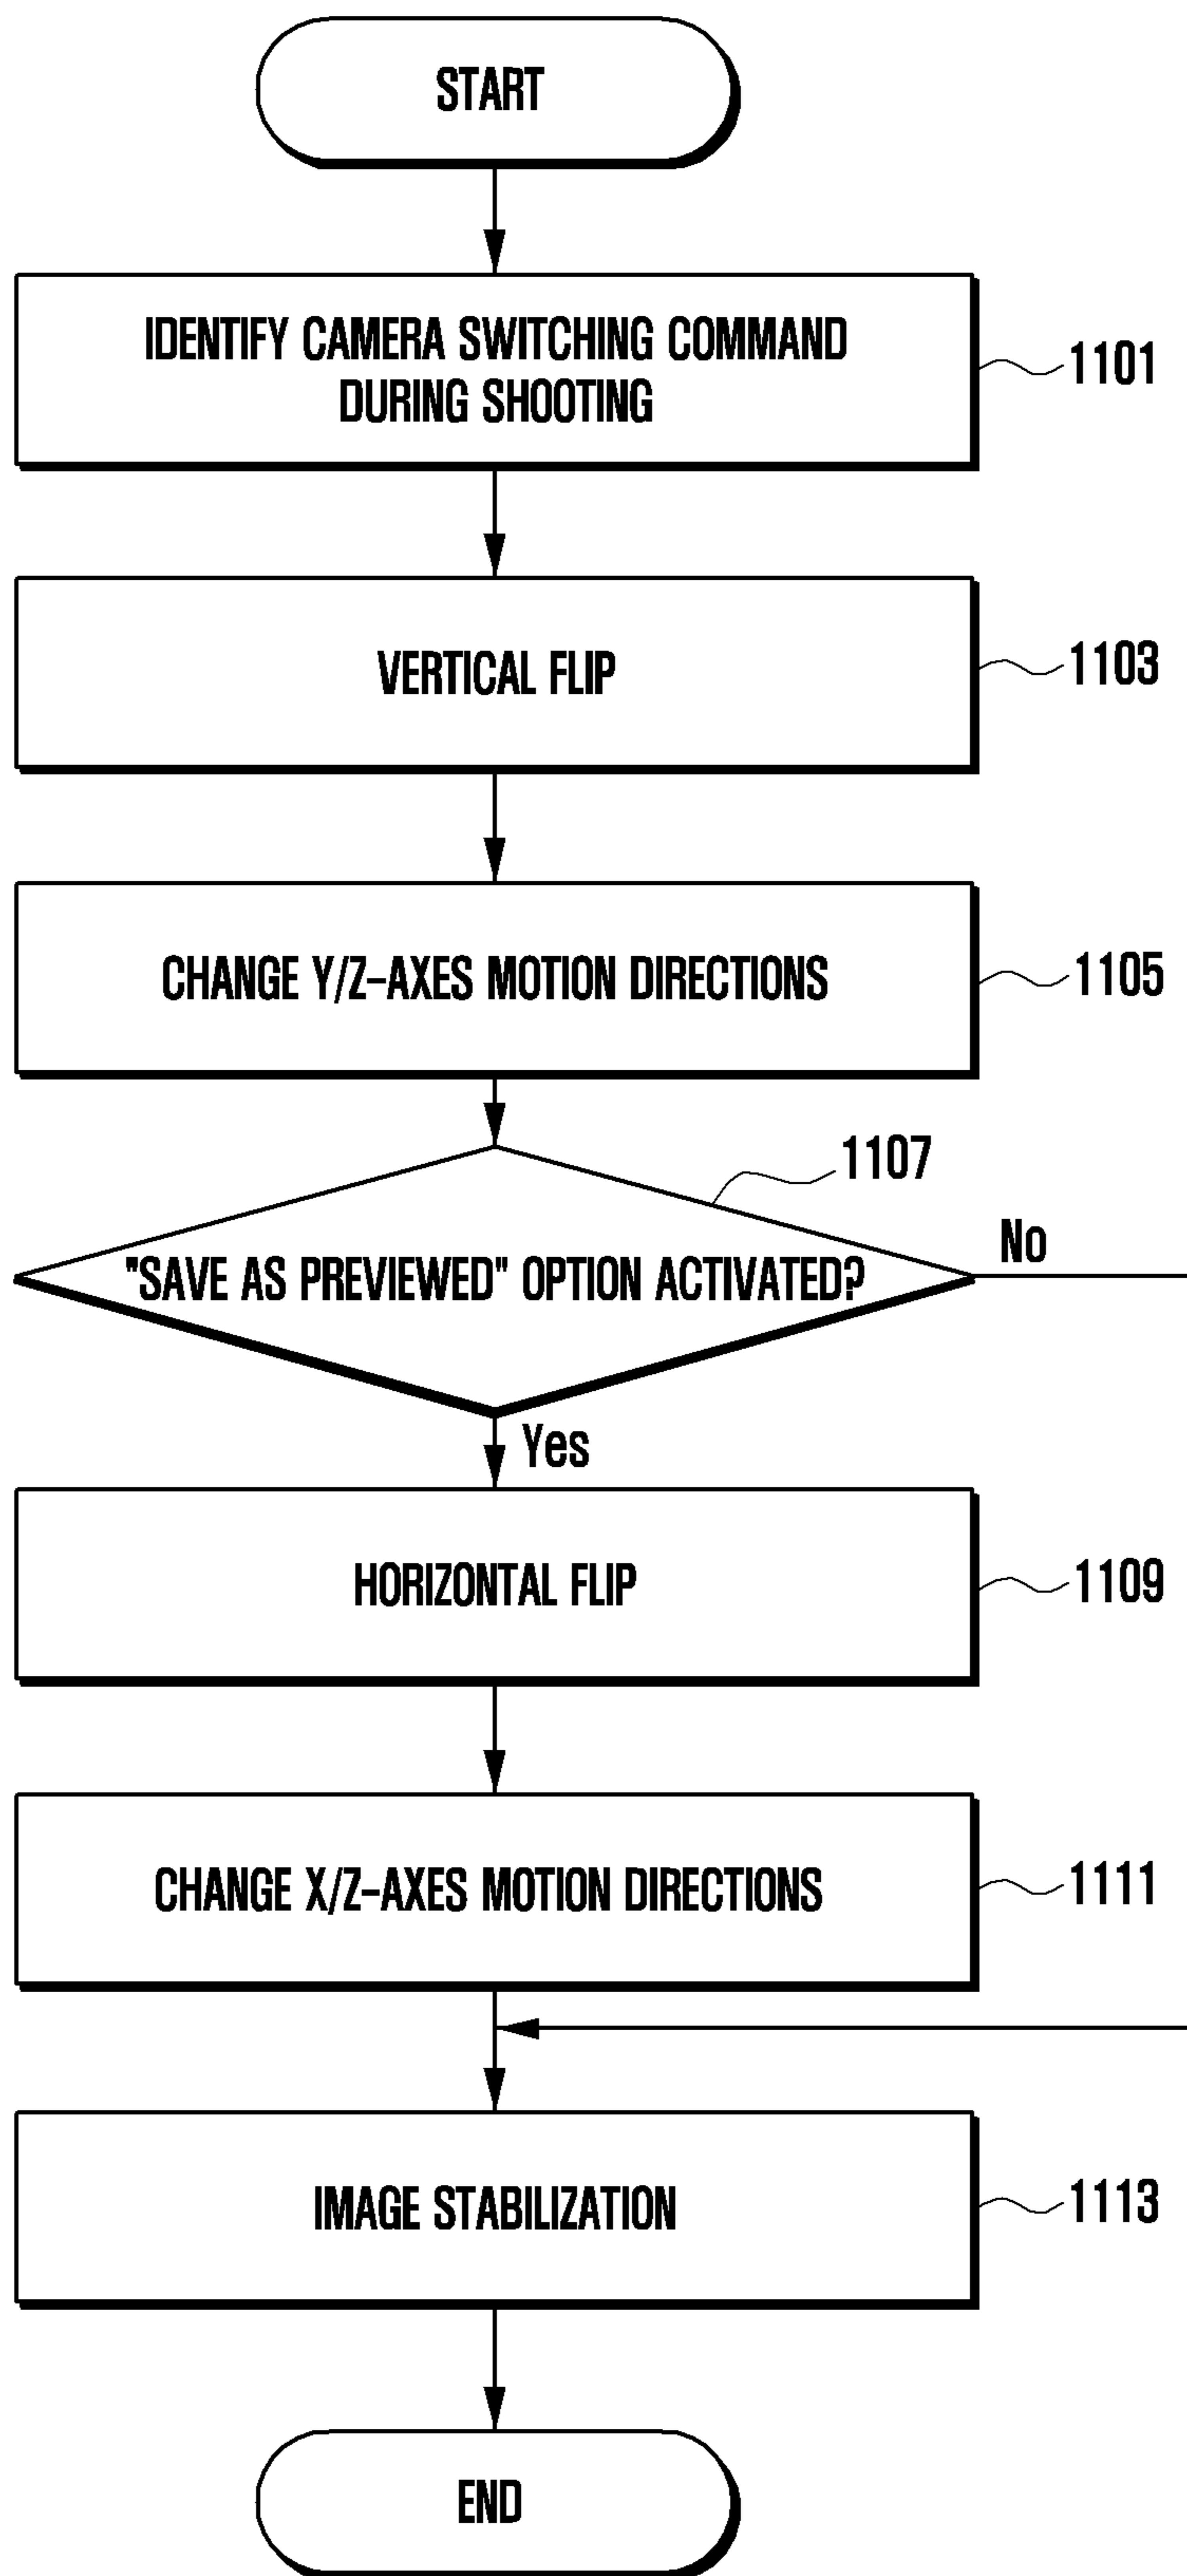 START
IDENTIFY CAMERA SWITCHING COMMAND
DURING SHOOTING
1101
VERTICAL FLIP
1103
CHANGE Y/Z-AXES MOTION DIRECTIONS
1105
1107
"SAVE AS PREVIEWED" OPTION ACTIVATED?
No
Yes
HORIZONTAL FLIP
1109
CHANGE X/Z-AXES MOTION DIRECTIONS
1111
IMAGE STABILIZATION
1113
END